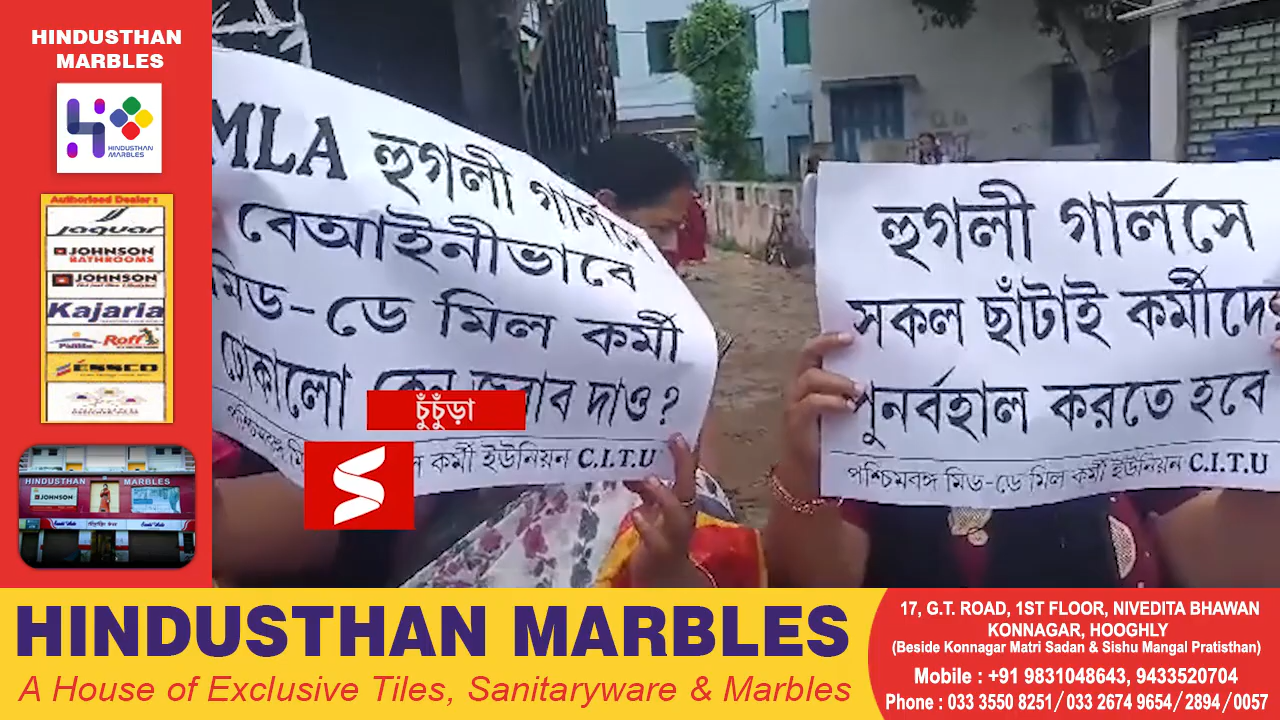 HINDUSTHAN
MARBLES
HINDUSTHAN
MARBLES
Authorised Dealer :
Jaquar
JOHNSON
BATHROOMS
JOHNSON
Kajaria
Roff
ESSCO
HINDUSTHAN MARBLES
JOHNSON
MLA হুগলী গার্লসে
বেআইনীভাবে
মিড-ডে মিল কর্মী
ঢোকালো কেন জবাব দাও?
কর্মী ইউনিয়ন C.I.T.U
চুঁচুঁড়া
S
হুগলী গার্লসে
সকল ছাঁটাই কর্মীদের
পুনর্বহাল করতে হবে
পশ্চিমবঙ্গ মিড-ডে মিল কর্মী ইউনিয়ন C.I.T.U
HINDUSTHAN MARBLES
A House of Exclusive Tiles, Sanitaryware & Marbles
17, G.T. ROAD, 1ST FLOOR, NIVEDITA BHAWAN
KONNAGAR, HOOGHLY
(Beside Konnagar Matri Sadan & Sishu Mangal Pratisthan)
Mobile : +91 9831048643, 9433520704
Phone : 033 3550 8251/033 2674 9654/2894/0057